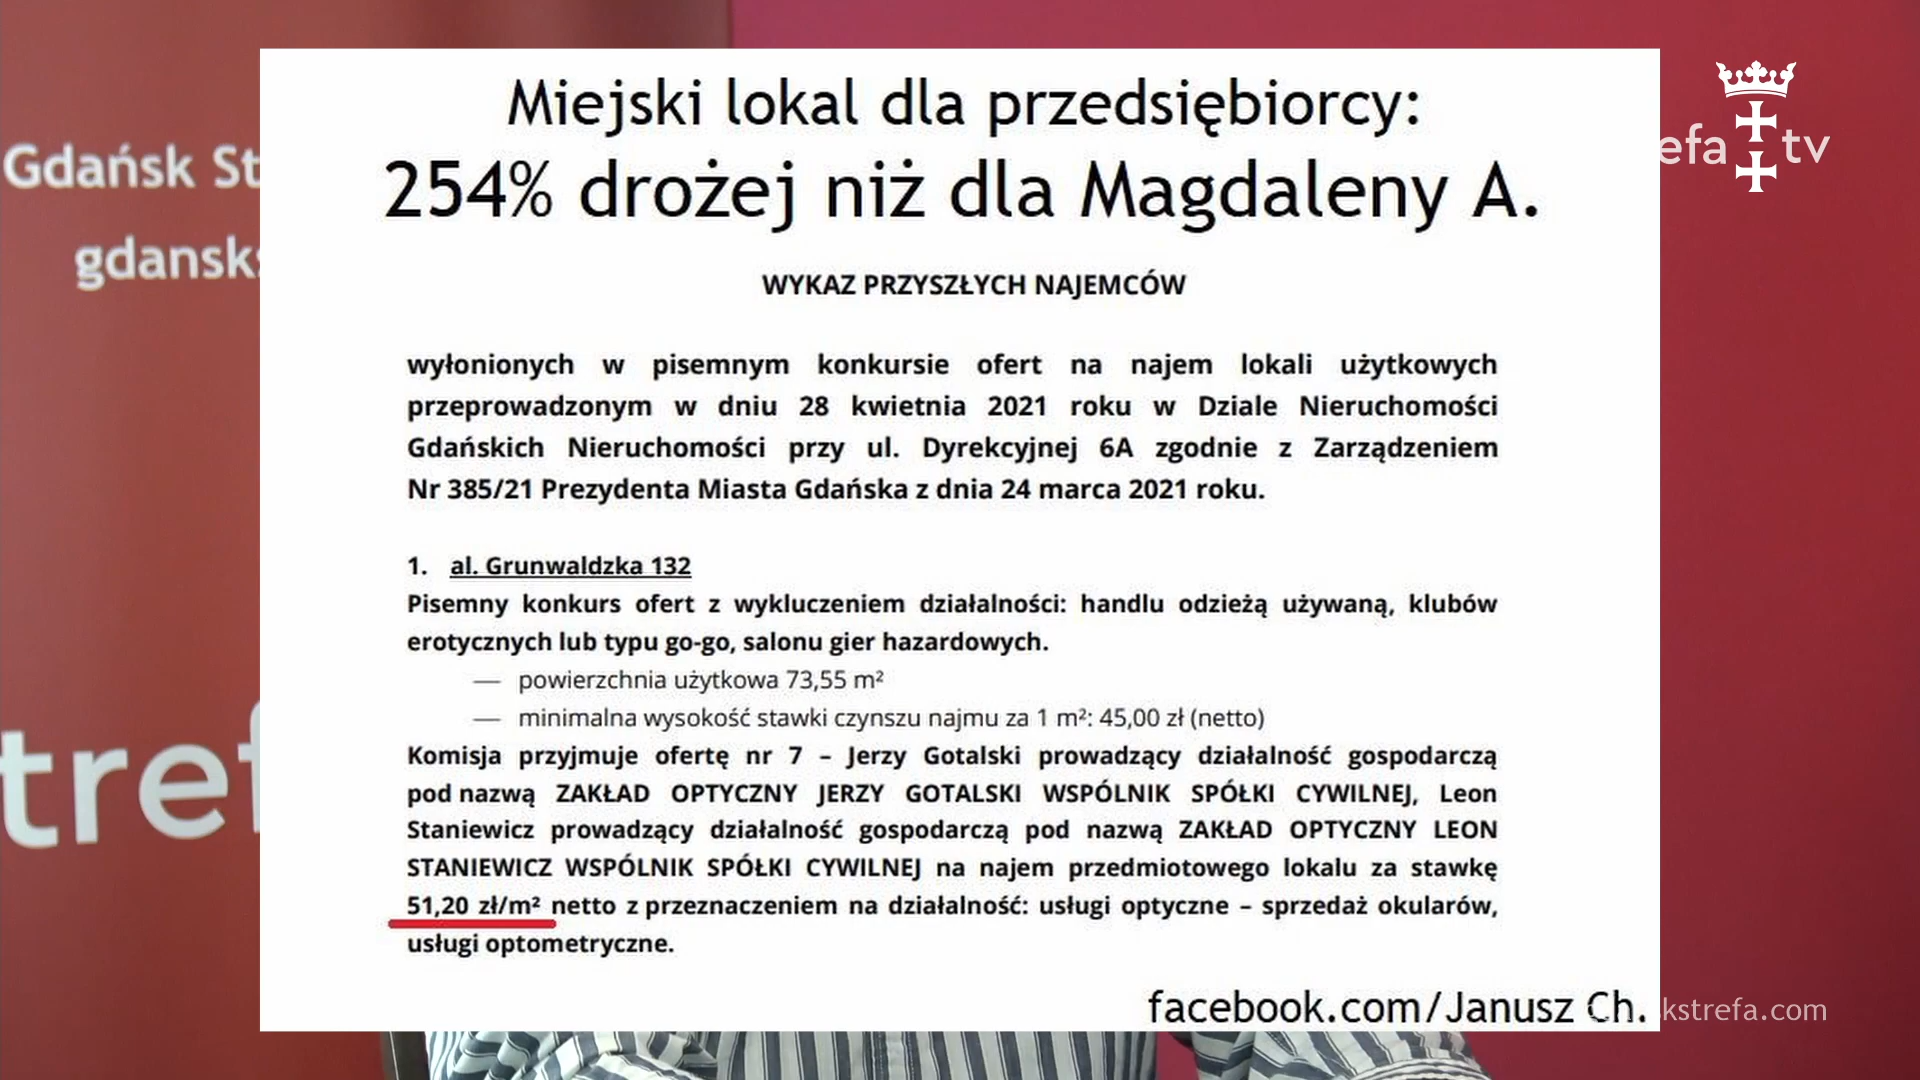 Miejski lokal dla przedsiębiorcy:
254% drożej niż dla Magdaleny A.
WYKAZ PRZYSZŁYCH NAJEMCÓW
wyłonionych w pisemnym konkursie ofert na najem lokali użytkowych
przeprowadzonym w dniu 28 kwietnia 2021 roku w Dziale Nieruchomości
Gdańskich Nieruchomości przy ul. Dyrekcyjnej 6A zgodnie z Zarządzeniem
Nr 385/21 Prezydenta Miasta Gdańska z dnia 24 marca 2021 roku.
1. al. Grunwaldzka 132
Pisemny konkurs ofert z wykluczeniem działalności: handlu odzieżą używaną, klubów
erotycznych lub typu go-go, salonu gier hazardowych.
— powierzchnia użytkowa 73,55 m²
— minimalna wysokość stawki czynszu najmu za 1 m²: 45,00 zł (netto)
Komisja przyjmuje ofertę nr 7 – Jerzy Gotalski prowadzący działalność gospodarczą
pod nazwą ZAKŁAD OPTYCZNY JERZY GOTALSKI WSPÓLNIK SPÓŁKI CYWILNEJ, Leon
Staniewicz prowadzący działalność gospodarczą pod nazwą ZAKŁAD OPTYCZNY LEON
STANIEWICZ WSPÓLNIK SPÓŁKI CYWILNEJ na najem przedmiotowego lokalu za stawkę
51,20 zł/m² netto z przeznaczeniem na działalność: usługi optyczne – sprzedaż okularów,
usługi optometryczne.
facebook.com/Janusz Ch.
Gdańsk St
gdansks
tref
efa tv
kstrefa.com